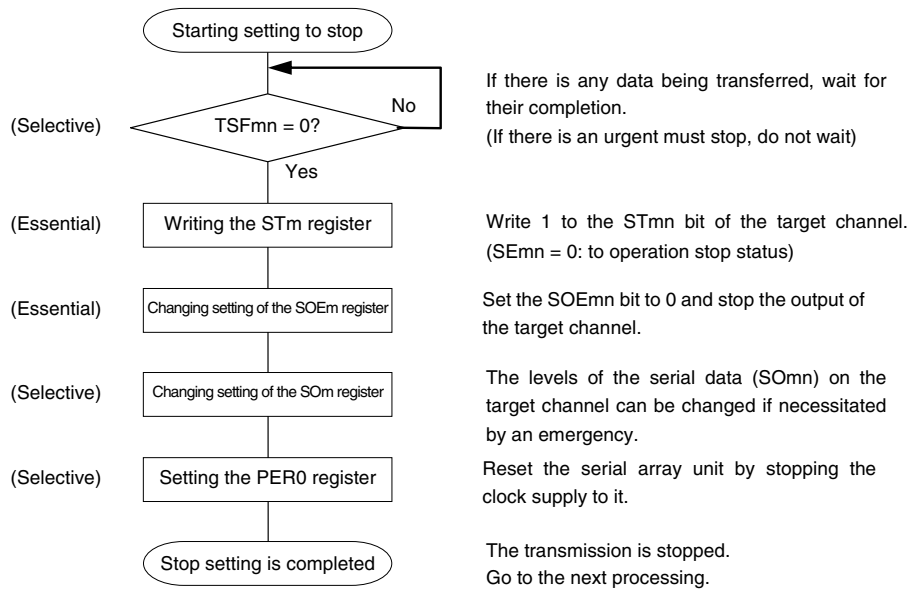 Starting setting to stop
No
If there is any data being transferred, wait for
their completion.
(If there is an urgent must stop, do not wait)
(Selective)
TSFmn = 0?
Yes
(Essential)
Writing the STm register
Write 1 to the STmn bit of the target channel.
(SEmn = 0: to operation stop status)
(Essential)
Changing setting of the SOEm register
Set the SOEmn bit to 0 and stop the output of
the target channel.
(Selective)
Changing setting of the SOm register
The levels of the serial data (SOmn) on the
target channel can be changed if necessitated
by an emergency.
(Selective)
Setting the PER0 register
Reset the serial array unit by stopping the
clock supply to it.
Stop setting is completed
The transmission is stopped.
Go to the next processing.